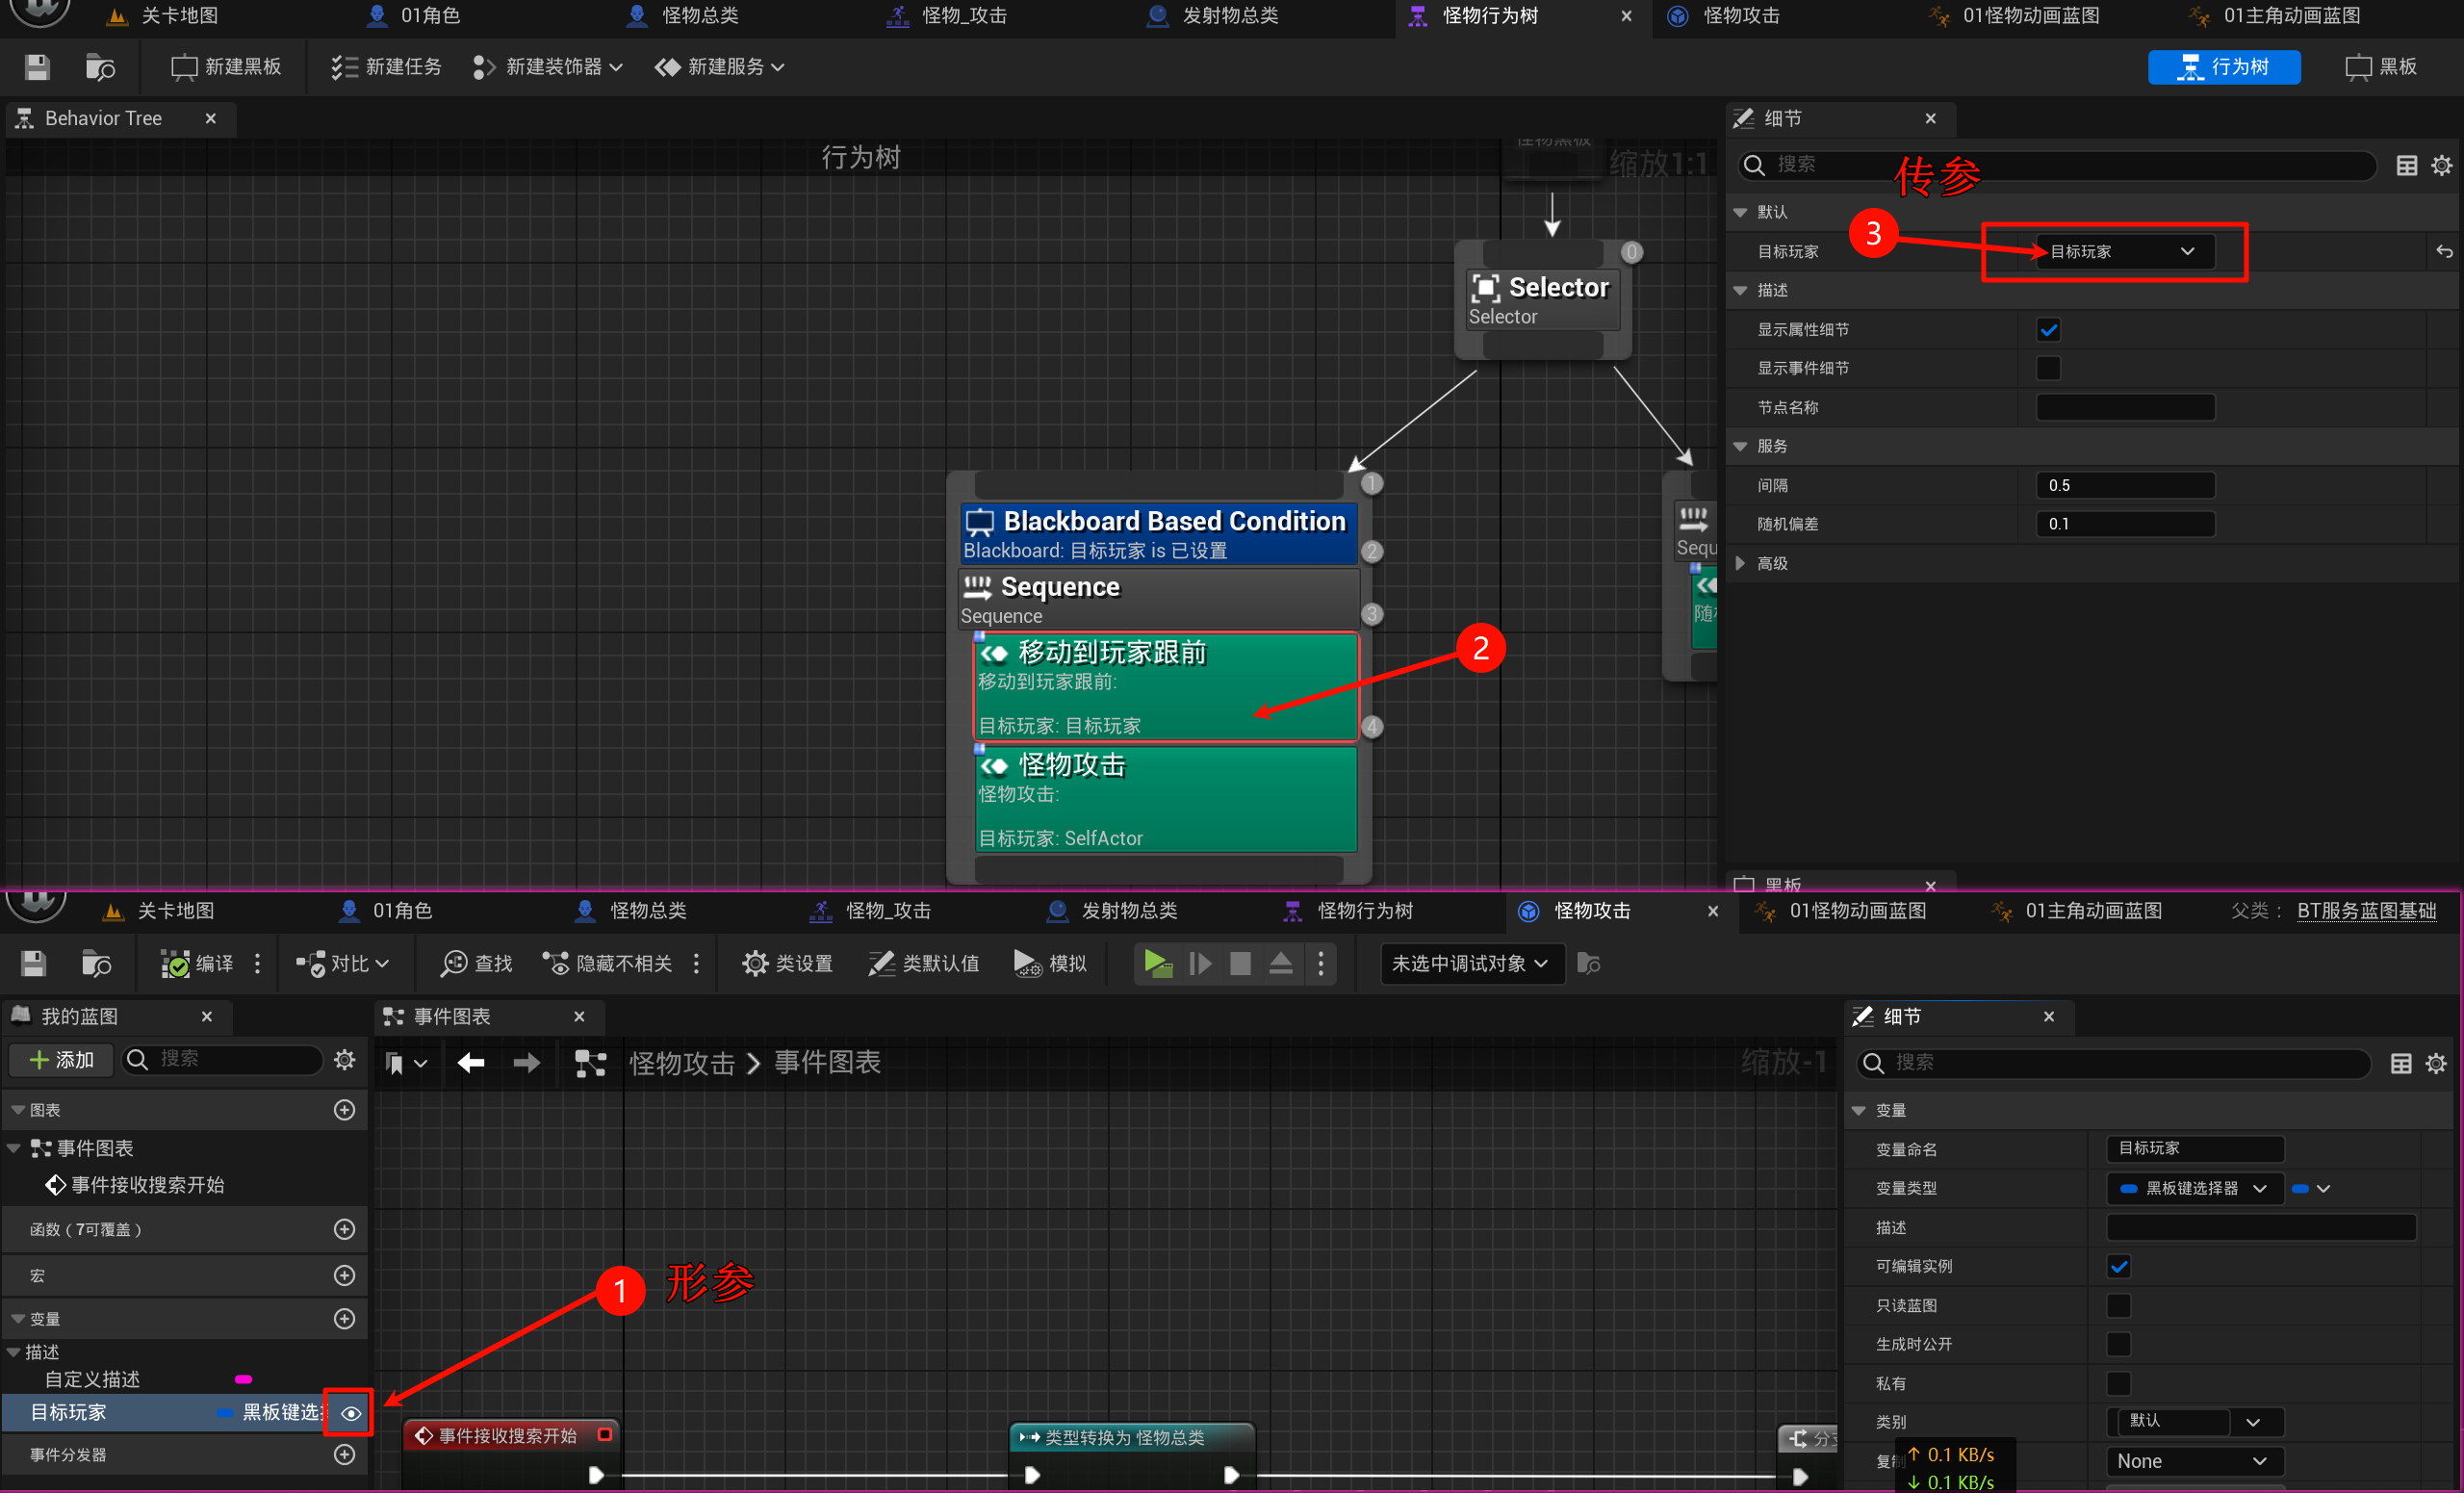 关卡地图 01角色 怪物总类 怪物_攻击 发射物总类 怪物行为树 怪物攻击 01怪物动画蓝图 01主角动画蓝图
新建黑板 新建任务 新建装饰器 新建服务 行为树 黑板
Behavior Tree
行为树
怪物黑板
缩放1:1
0
Selector
Selector
1
Blackboard Based Condition
Blackboard: 目标玩家 is 已设置
2
Sequence
Sequence
3
移动到玩家跟前
移动到玩家跟前:
目标玩家: 目标玩家
4
2
怪物攻击
怪物攻击:
目标玩家: SelfActor
Sequ
细节
搜索
传参
3
默认
目标玩家 目标玩家
描述
显示属性细节
显示事件细节
节点名称
服务
间隔 0.5
随机偏差 0.1
高级
黑板
关卡地图 01角色 怪物总类 怪物_攻击 发射物总类 怪物行为树 怪物攻击 01怪物动画蓝图 01主角动画蓝图 父类： BT服务蓝图基础
编译 对比 查找 隐藏不相关 类设置 类默认值 模拟 未选中调试对象
我的蓝图
添加 搜索
图表
事件图表
事件接收搜索开始
函数（7可覆盖）
宏
变量
描述
自定义描述
目标玩家 黑板键选择
事件分发器
事件图表
怪物攻击 事件图表
缩放-1
1 形参
事件接收搜索开始
类型转换为 怪物总类
分支
细节
搜索
变量
变量命名 目标玩家
变量类型 黑板键选择器
描述
可编辑实例
只读蓝图
生成时公开
私有
类别 默认
复制 None
↑ 0.1 KB/s
↓ 0.1 KB/s